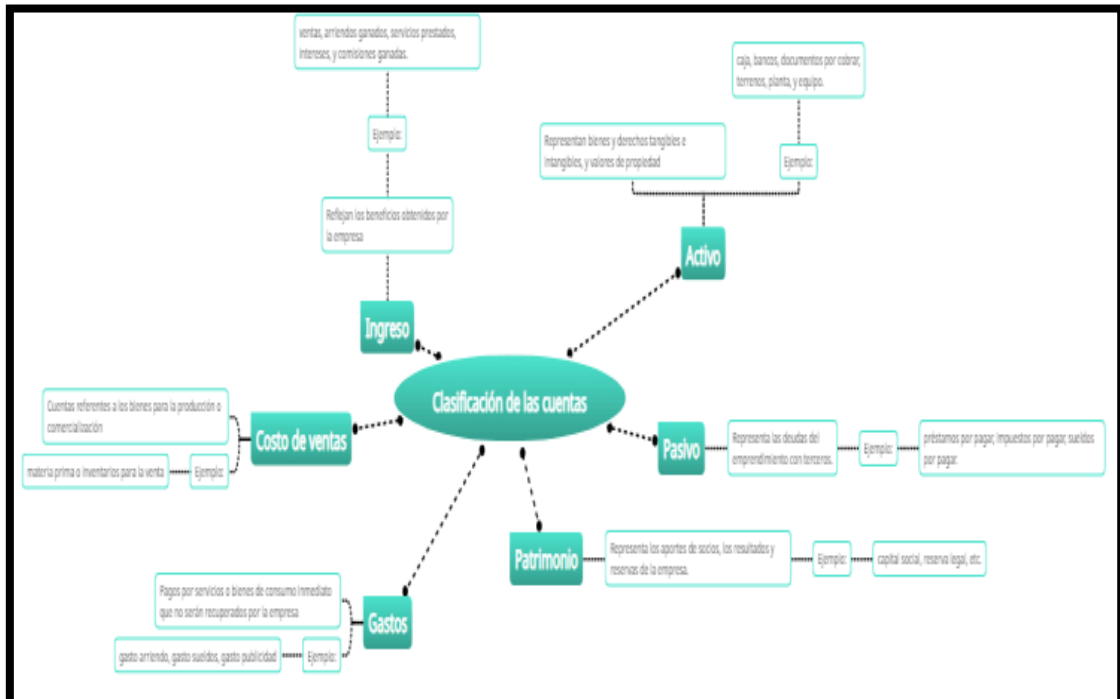 ventas, arriendos ganados, servicios prestados,
intereses, y comisiones ganadas.
Ejemplo:
Reflejan los beneficios obtenidos por
la empresa
Ingreso
caja, bancos, documentos por cobrar,
terrenos, planta, y equipo.
Representan bienes y derechos tangibles e
intangibles, y valores de propiedad
Ejemplo:
Activo
Clasificación de las cuentas
Cuentas referentes a los bienes para la producción o
comercialización
Costo de ventas
materia prima o inventarios para la venta
Ejemplo:
Pasivo
Representa las deudas del
emprendimiento con terceros.
Ejemplo:
préstamos por pagar, impuestos por pagar, sueldos
por pagar.
Patrimonio
Representa los aportes de socios, los resultados y
reservas de la empresa.
Ejemplo:
capital social, reserva legal, etc.
Pagos por servicios o bienes de consumo inmediato
que no serán recuperados por la empresa
Gastos
gasto arriendo, gasto sueldos, gasto publicidad
Ejemplo: